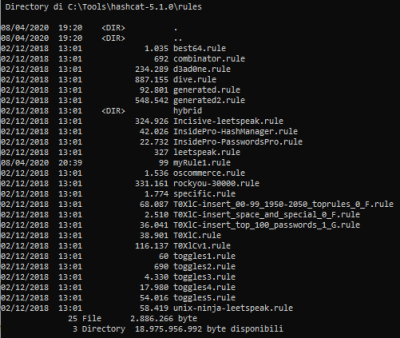 Directory di C:\Tools\hashcat-5.1.0\rules
08/04/2020 19:20 <DIR> .
08/04/2020 19:20 <DIR> ..
02/12/2018 13:01 1.035 best64.rule
02/12/2018 13:01 692 combinator.rule
02/12/2018 13:01 234.289 d3ad0ne.rule
02/12/2018 13:01 887.155 dive.rule
02/12/2018 13:01 92.801 generated.rule
02/12/2018 13:01 548.542 generated2.rule
02/12/2018 13:01 <DIR> hybrid
02/12/2018 13:01 324.926 Incisive-leetspeak.rule
02/12/2018 13:01 42.026 InsidePro-HashManager.rule
02/12/2018 13:01 22.732 InsidePro-PasswordsPro.rule
02/12/2018 13:01 327 leetspeak.rule
08/04/2020 20:39 99 myRule1.rule
02/12/2018 13:01 1.536 oscommerce.rule
02/12/2018 13:01 331.161 rockyou-30000.rule
02/12/2018 13:01 1.774 specific.rule
02/12/2018 13:01 68.087 T0XlC-insert_00-99_1950-2050_toprules_0_F.rule
02/12/2018 13:01 2.510 T0XlC-insert_space_and_special_0_F.rule
02/12/2018 13:01 36.041 T0XlC-insert_top_100_passwords_1_G.rule
02/12/2018 13:01 38.901 T0XlC.rule
02/12/2018 13:01 116.137 T0XlCv1.rule
02/12/2018 13:01 60 toggles1.rule
02/12/2018 13:01 690 toggles2.rule
02/12/2018 13:01 4.330 toggles3.rule
02/12/2018 13:01 17.980 toggles4.rule
02/12/2018 13:01 54.016 toggles5.rule
02/12/2018 13:01 58.419 unix-ninja-leetspeak.rule
25 File 2.886.266 byte
3 Directory 18.975.956.992 byte disponibili